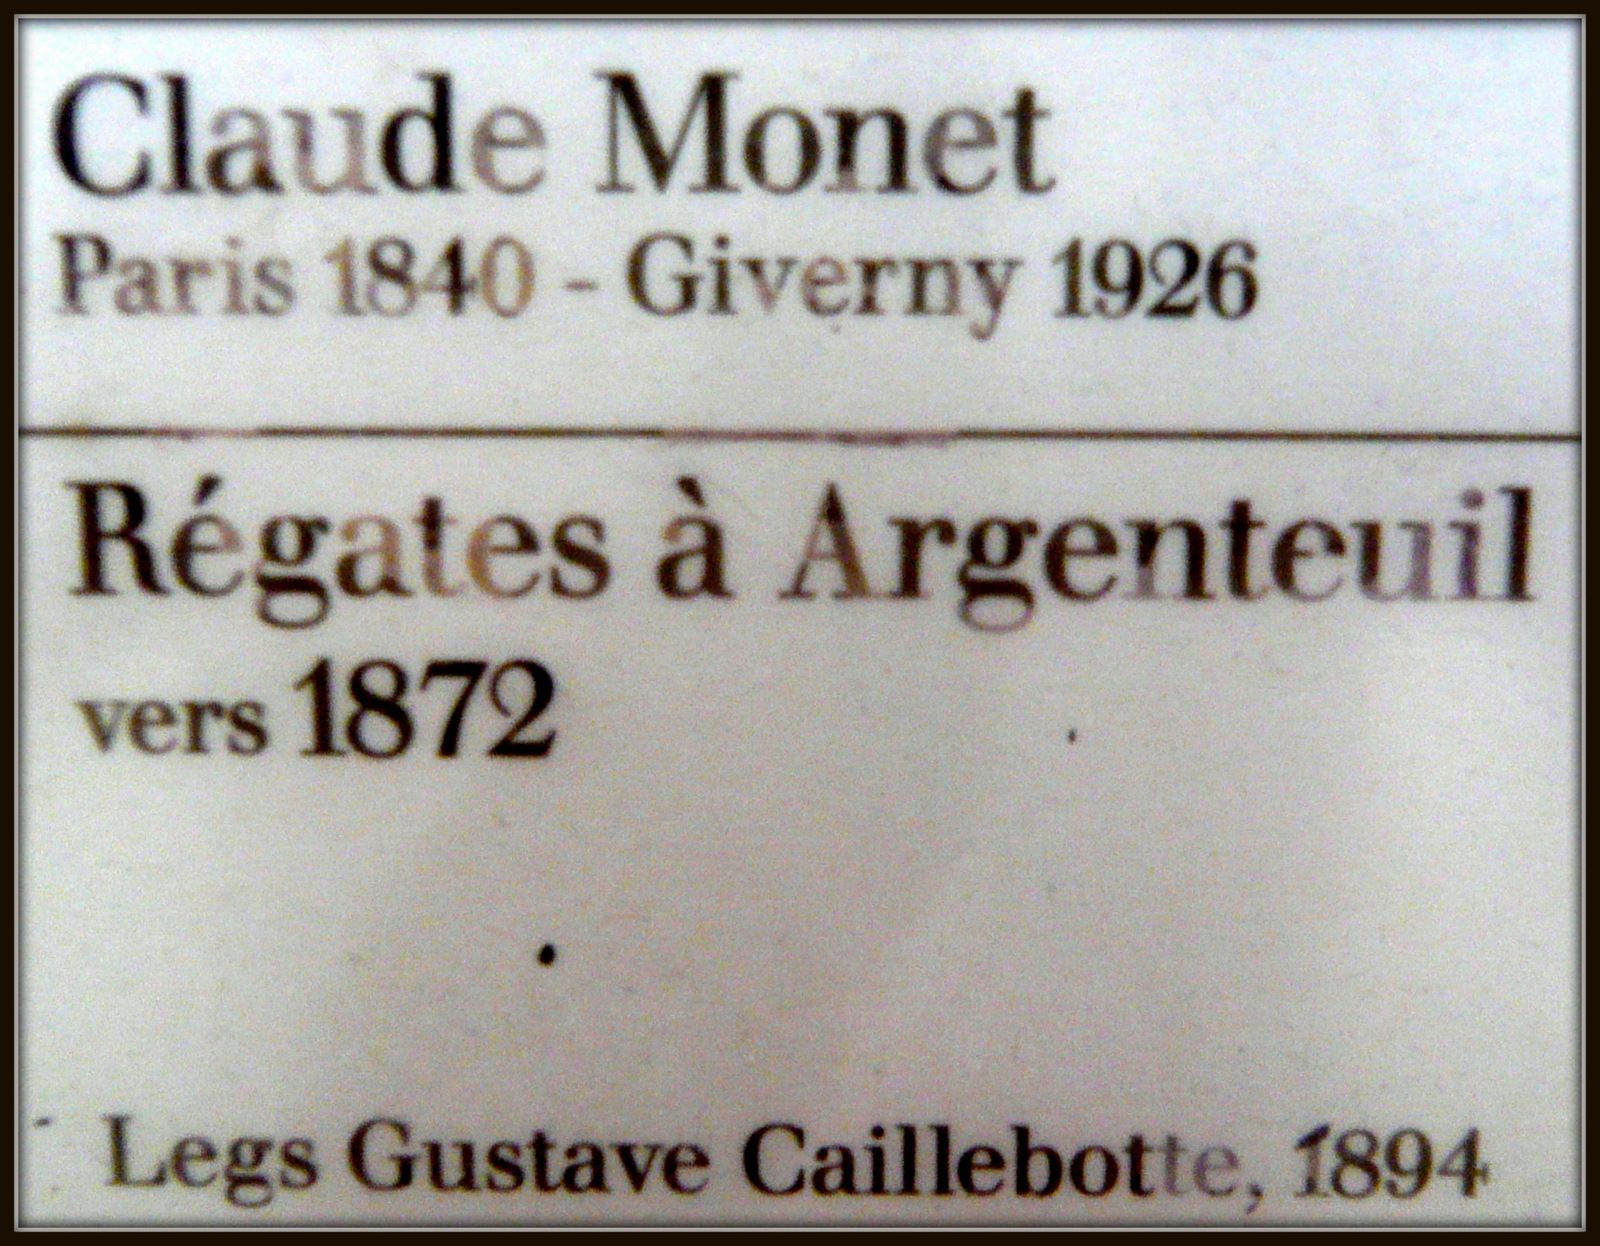 Claude Monet
Paris 1840 - Giverny 1926
Régates à Argenteuil
vers 1872
Legs Gustave Caillebotte, 1894